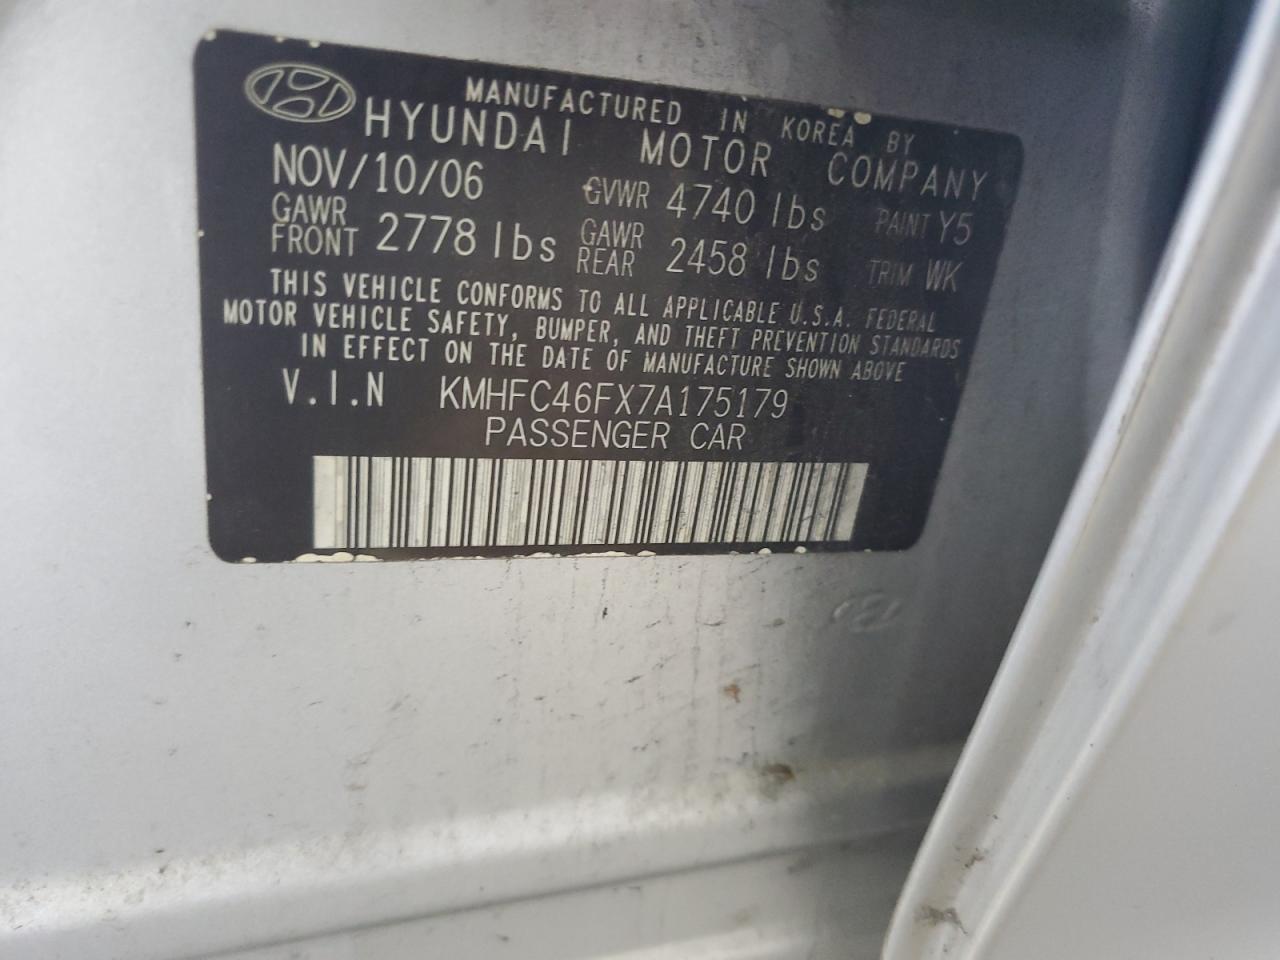 MANUFACTURED IN KOREA BY
HYUNDAI MOTOR COMPANY
NOV/10/06 GVWR 4740 lbs PAINT Y5
GAWR FRONT 2778 lbs GAWR REAR 2458 lbs TRIM WK
THIS VEHICLE CONFORMS TO ALL APPLICABLE U.S.A. FEDERAL
MOTOR VEHICLE SAFETY, BUMPER, AND THEFT PREVENTION STANDARDS
IN EFFECT ON THE DATE OF MANUFACTURE SHOWN ABOVE
V.I.N KMHFC46FX7A175179
PASSENGER CAR